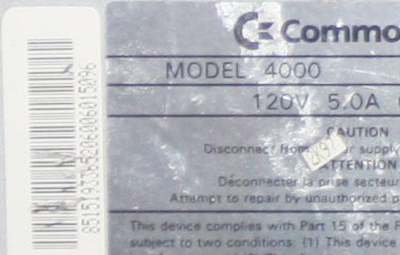 Commo
MODEL 4000
120V 5.0A
CAUTION
Disconnect from r supply
ATTENTION
Déconnecter la prise secteur
Attempt to repair by unauthorized p
This device complies with Part 15 of the F
subject to two conditions: (1) This device